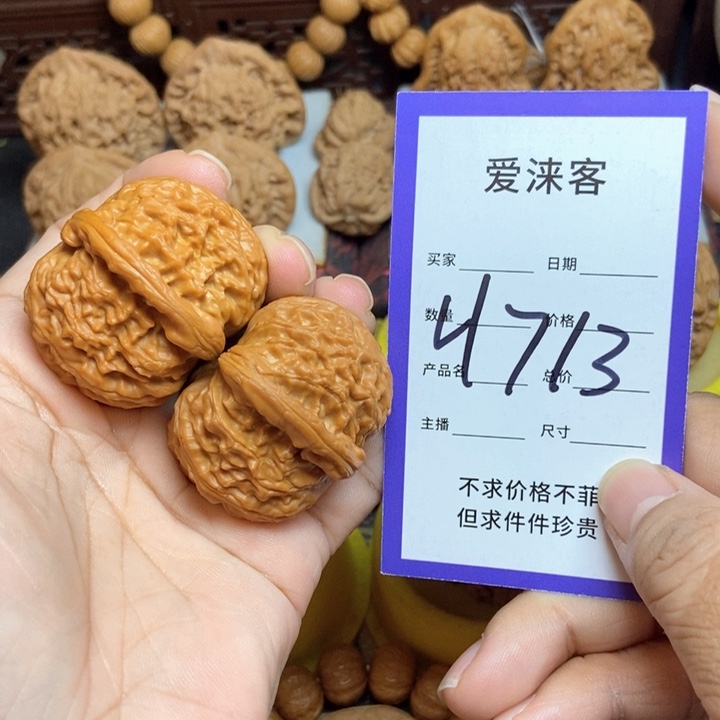 爱涞客
买家 日期
数量 价格
4713
产品名 总价
主播 尺寸
不求价格不菲
但求件件珍贵